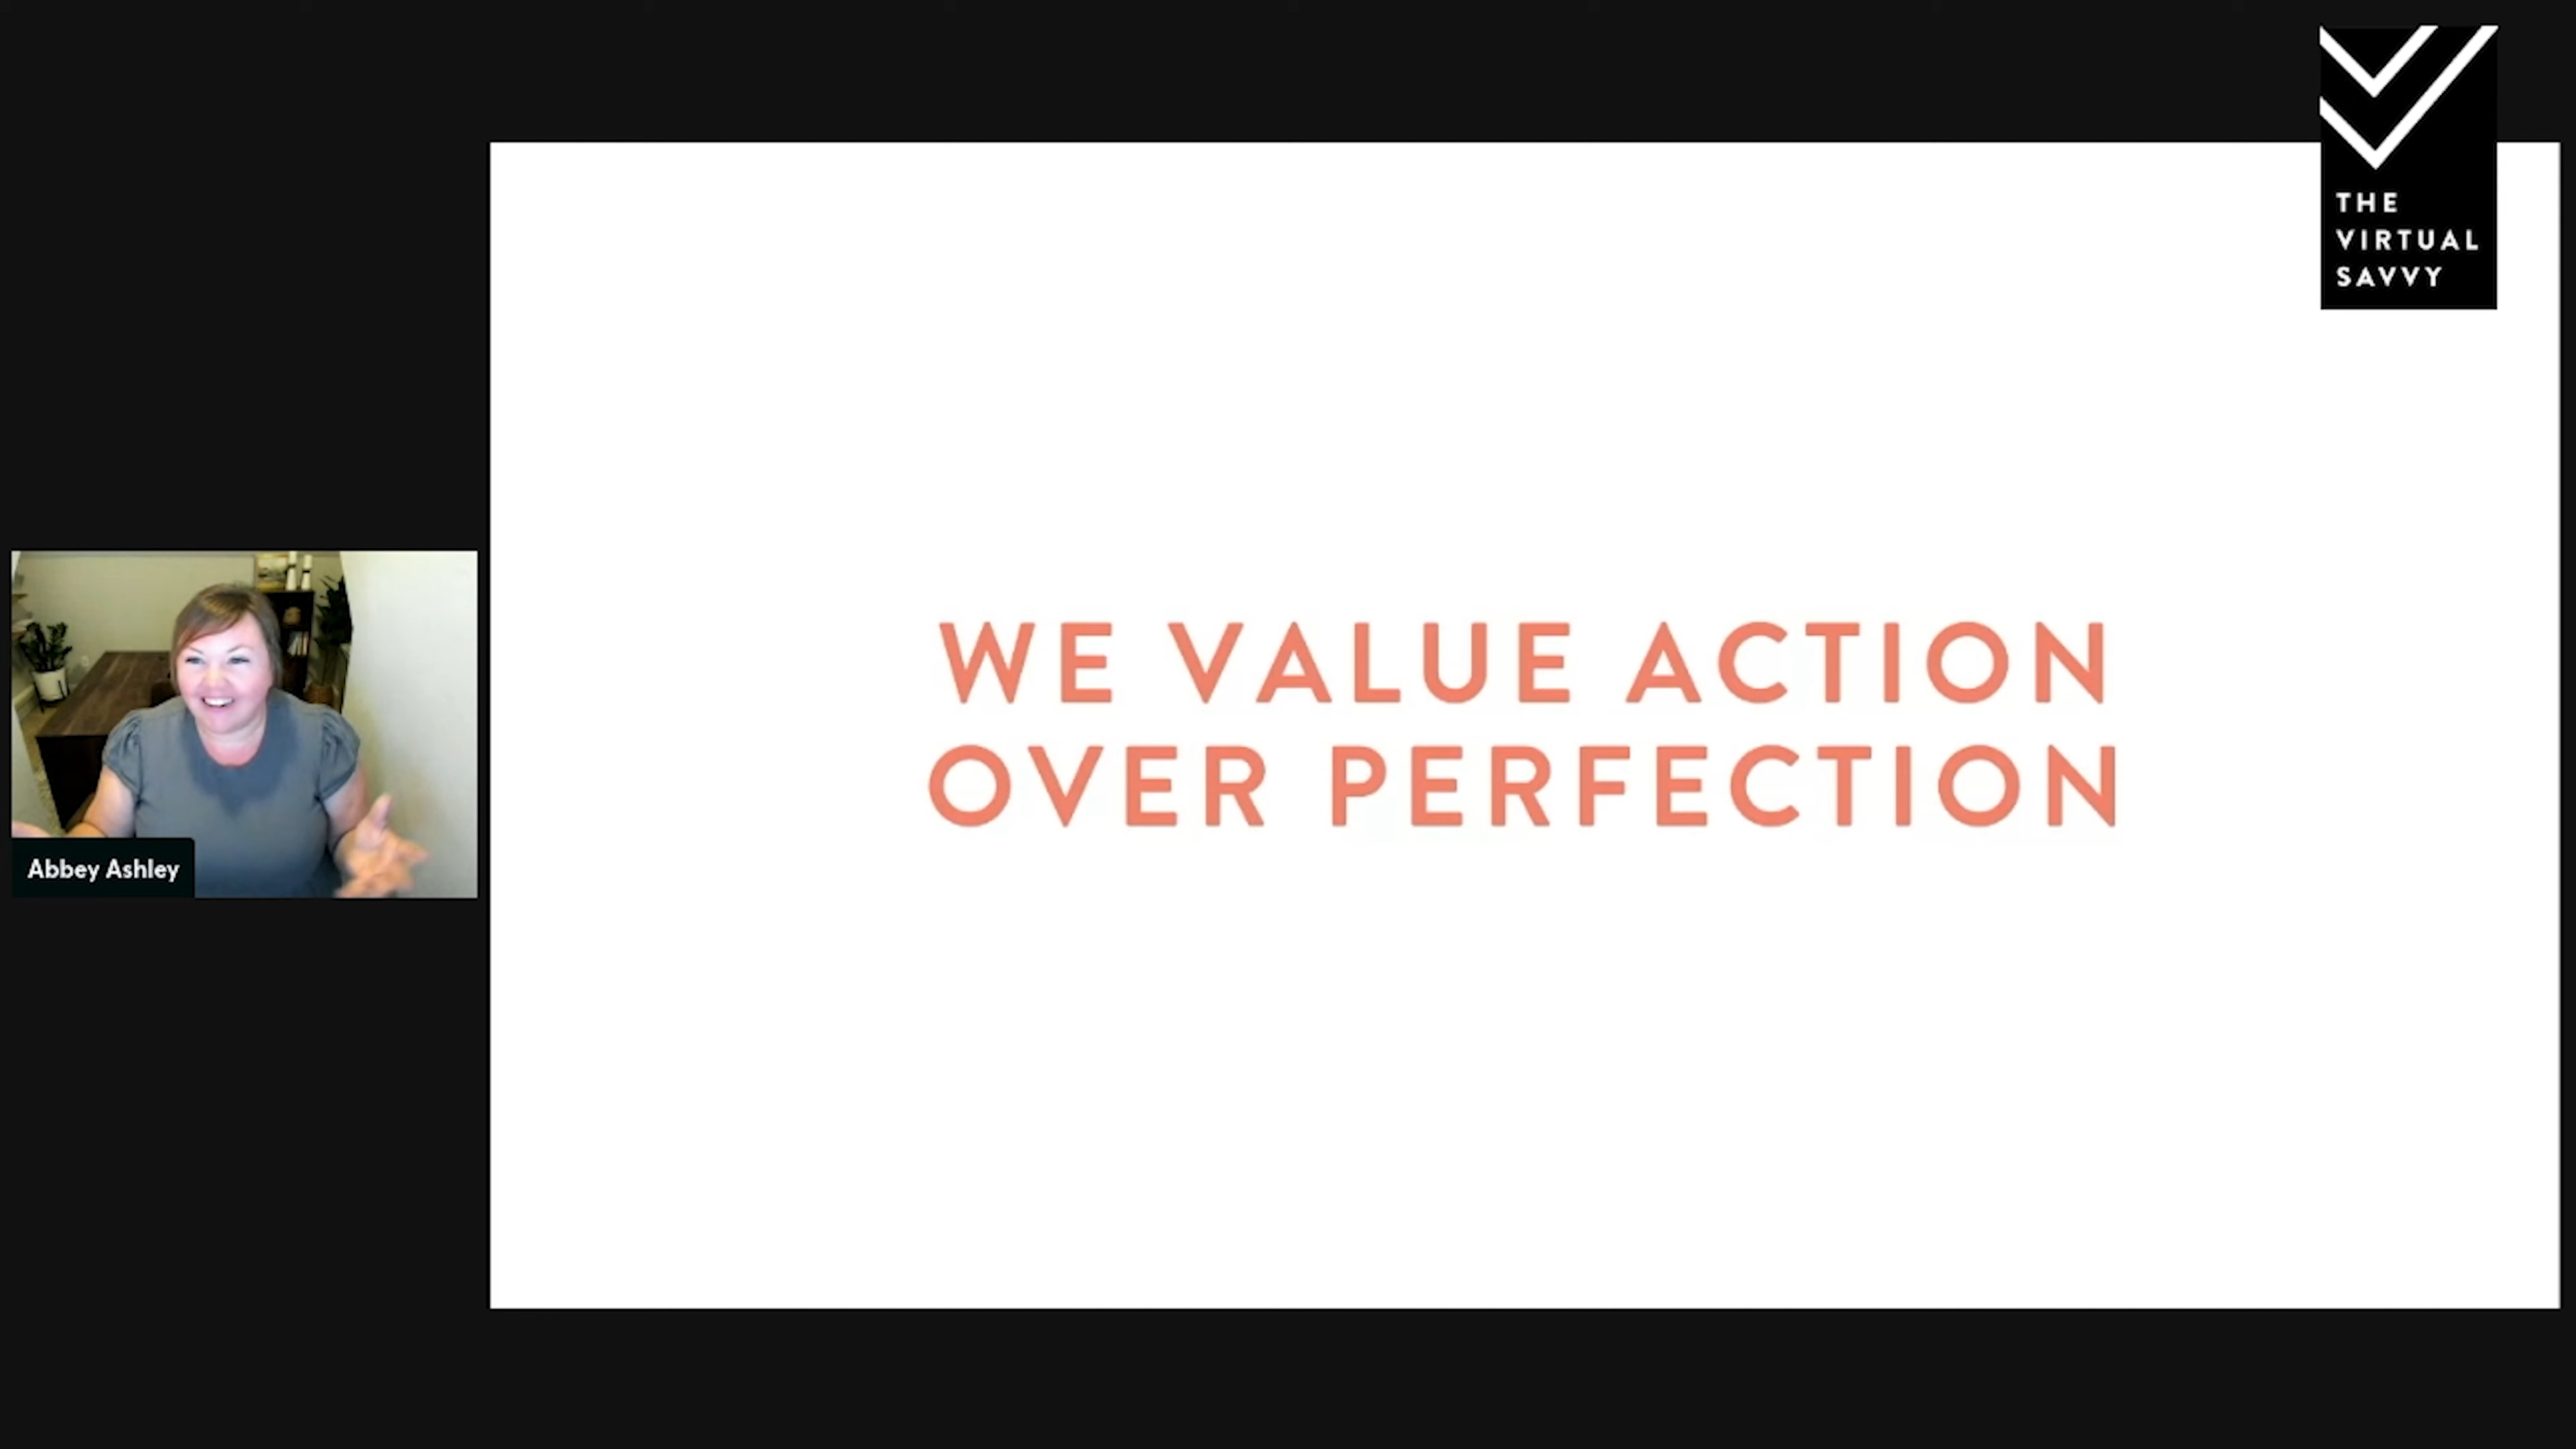 THE
VIRTUAL
SAVVY
WE VALUE ACTION
OVER PERFECTION
Abbey Ashley